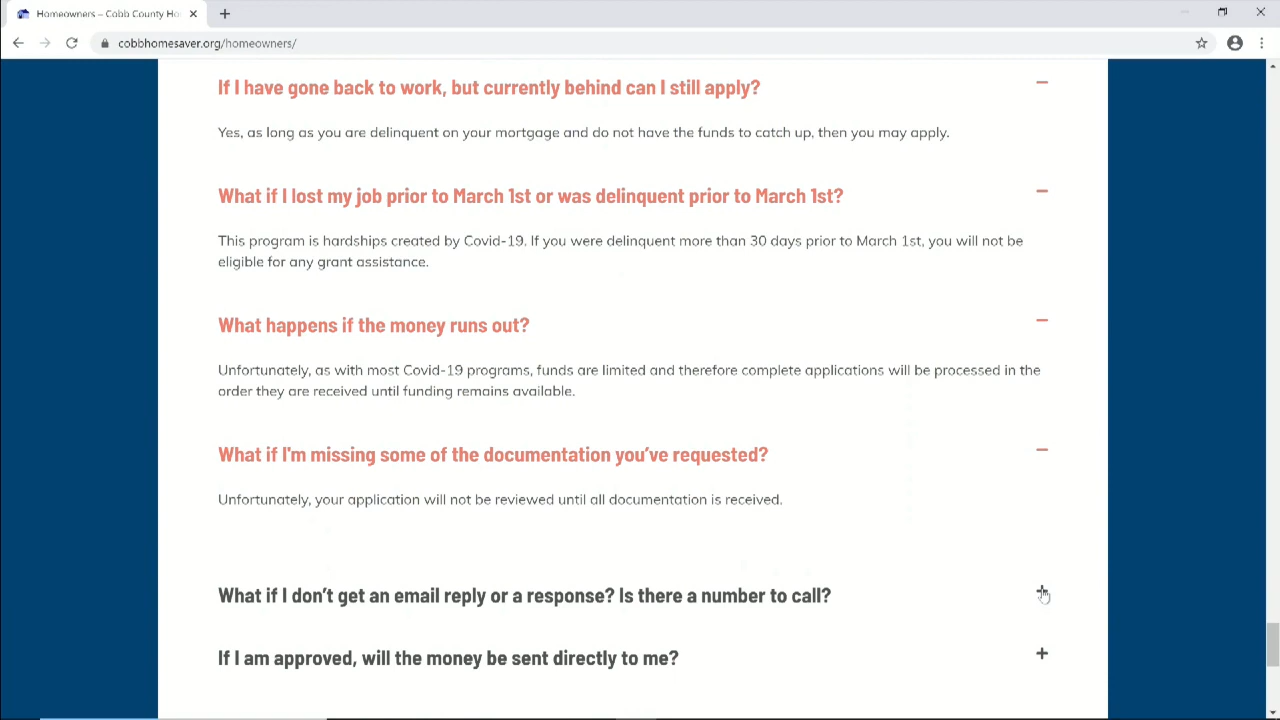 Homeowners – Cobb County Ho
cobbhomesaver.org/homeowners/
If I have gone back to work, but currently behind can I still apply?
Yes, as long as you are delinquent on your mortgage and do not have the funds to catch up, then you may apply.
What if I lost my job prior to March 1st or was delinquent prior to March 1st?
This program is hardships created by Covid-19. If you were delinquent more than 30 days prior to March 1st, you will not be
eligible for any grant assistance.
What happens if the money runs out?
Unfortunately, as with most Covid-19 programs, funds are limited and therefore complete applications will be processed in the
order they are received until funding remains available.
What if I'm missing some of the documentation you’ve requested?
Unfortunately, your application will not be reviewed until all documentation is received.
What if I don’t get an email reply or a response? Is there a number to call?
If I am approved, will the money be sent directly to me?